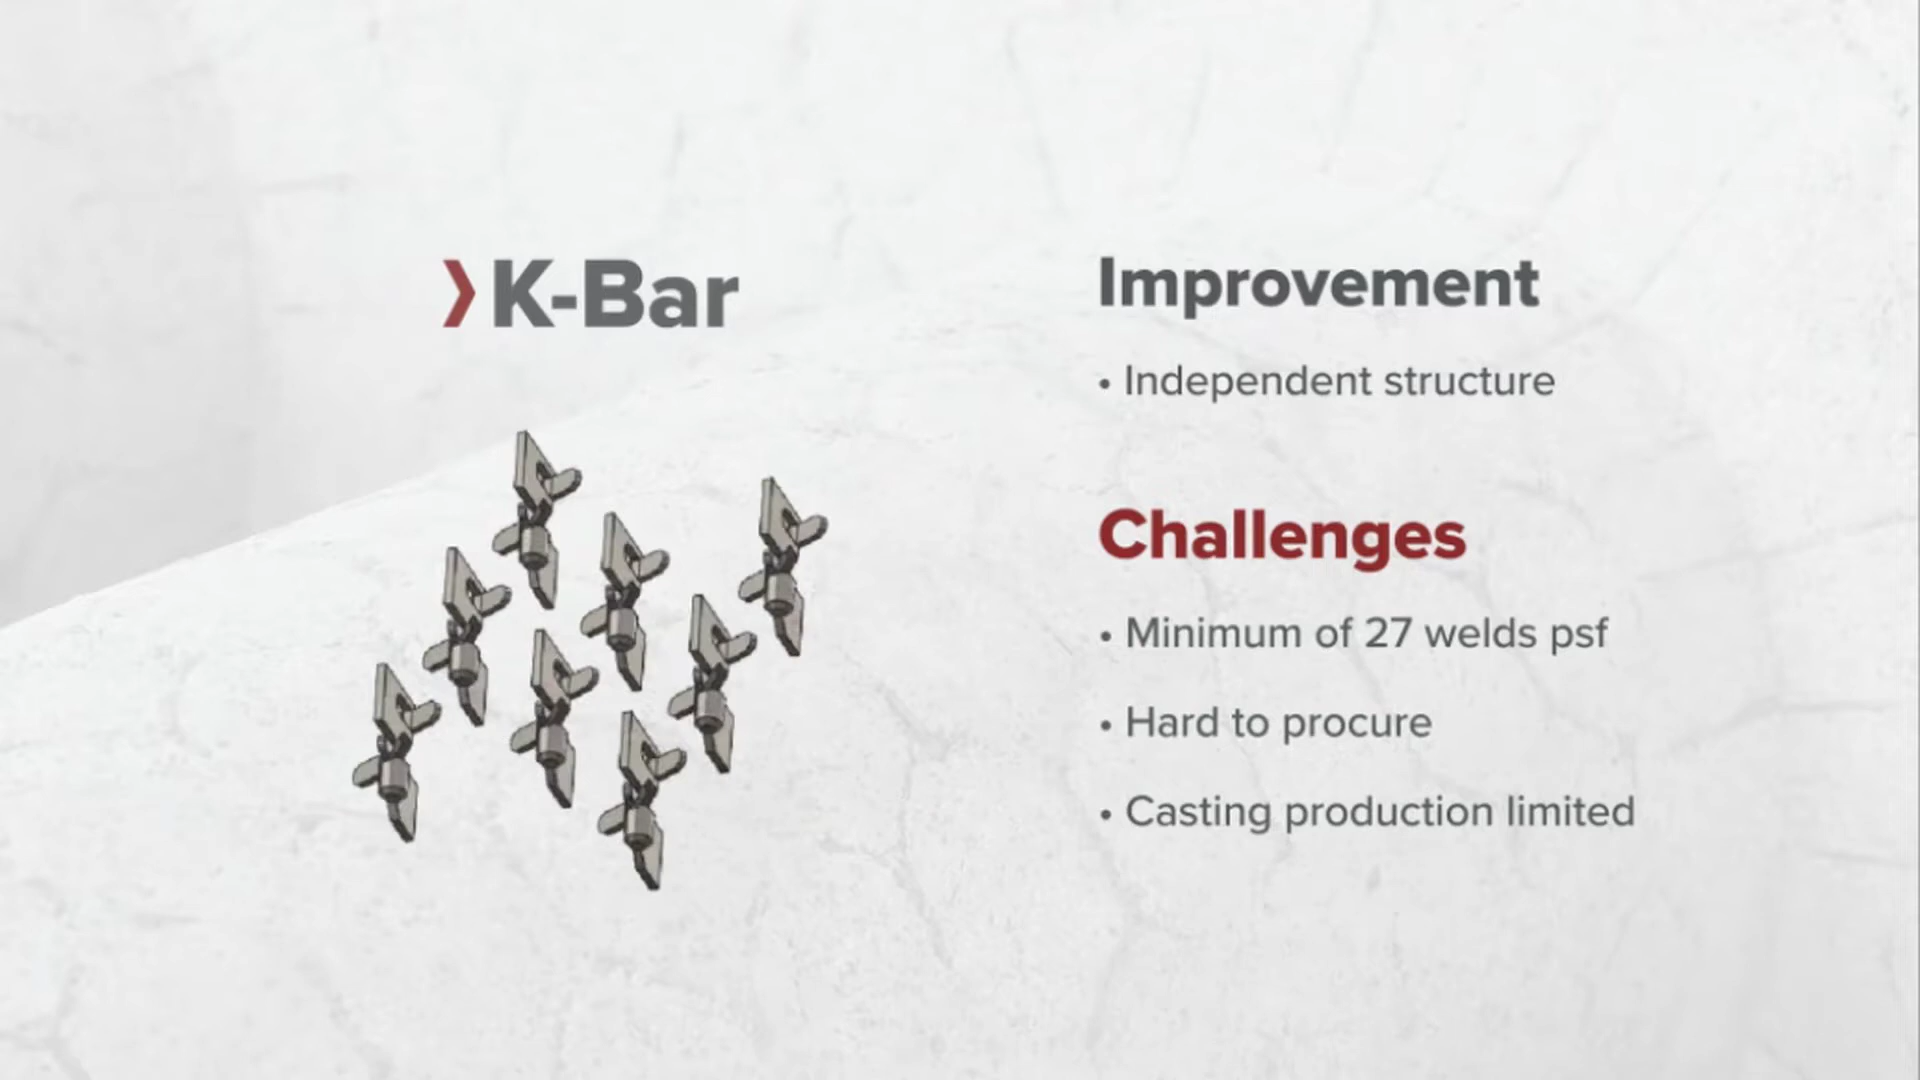 K-Bar
Improvement
• Independent structure
Challenges
• Minimum of 27 welds psf
• Hard to procure
• Casting production limited